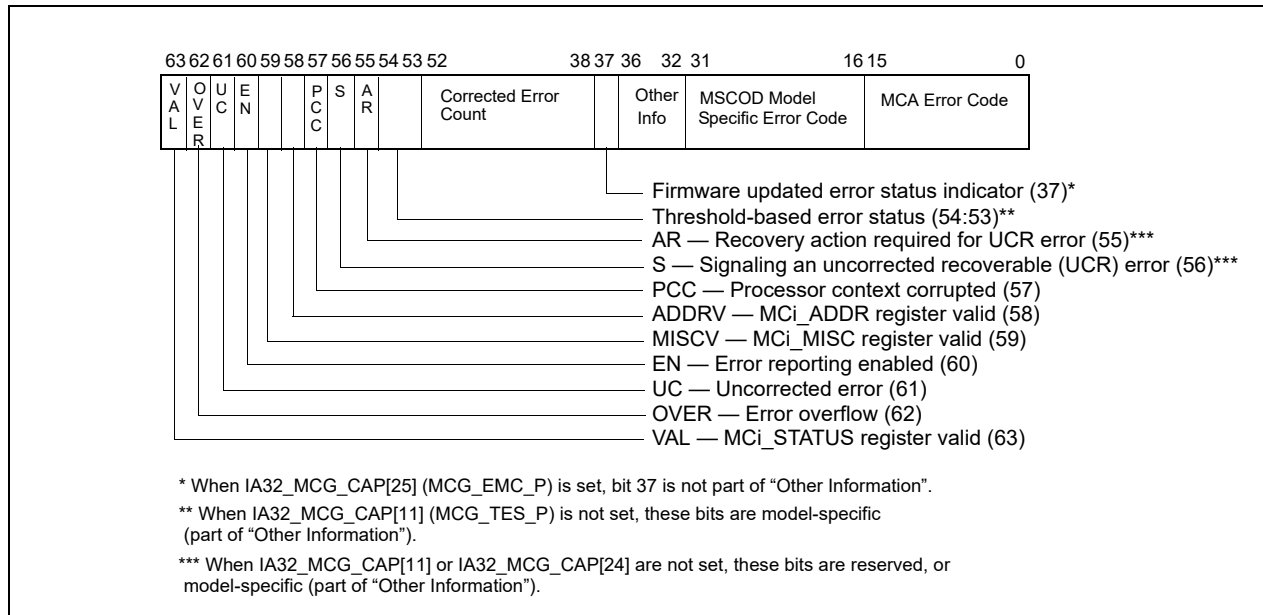 63 62 61 60 59 58 57 56 55 54 53 52 38 37 36 32 31 16 15 0
VAL
OVER
UC
EN
PCC
S
AR
Corrected Error
Count
Other
Info
MSCOD Model
Specific Error Code
MCA Error Code
Firmware updated error status indicator (37)*
Threshold-based error status (54:53)**
AR — Recovery action required for UCR error (55)***
S — Signaling an uncorrected recoverable (UCR) error (56)***
PCC — Processor context corrupted (57)
ADDRV — MCi_ADDR register valid (58)
MISCV — MCi_MISC register valid (59)
EN — Error reporting enabled (60)
UC — Uncorrected error (61)
OVER — Error overflow (62)
VAL — MCi_STATUS register valid (63)
* When IA32_MCG_CAP[25] (MCG_EMC_P) is set, bit 37 is not part of “Other Information”.
** When IA32_MCG_CAP[11] (MCG_TES_P) is not set, these bits are model-specific
(part of “Other Information”).
*** When IA32_MCG_CAP[11] or IA32_MCG_CAP[24] are not set, these bits are reserved, or
model-specific (part of “Other Information”).